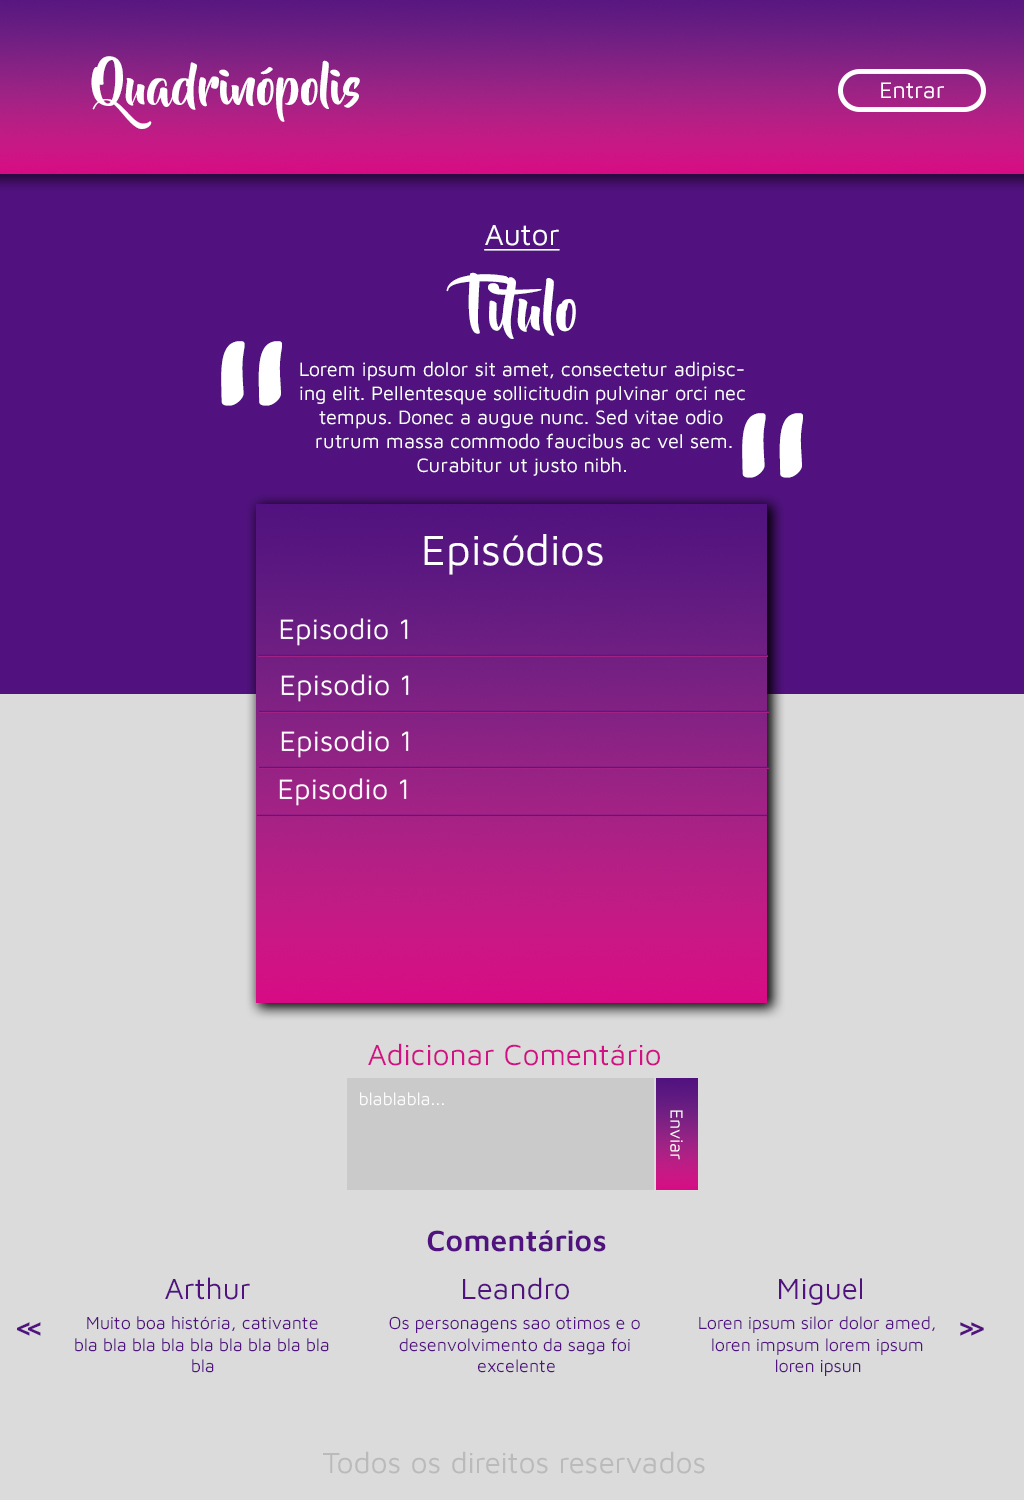 Quadrinópolis
Entrar
Autor
Título
"
Lorem ipsum dolor sit amet, consectetur adipisc-
ing elit. Pellentesque sollicitudin pulvinar orci nec
tempus. Donec a augue nunc. Sed vitae odio
rutrum massa commodo faucibus ac vel sem.
Curabitur ut justo nibh.
"
Episódios
Episodio 1
Episodio 1
Episodio 1
Episodio 1
Adicionar Comentário
blablabla...
Enviar
Comentários
Arthur
Muito boa história, cativante
bla bla bla bla bla bla bla bla bla
bla
Leandro
Os personagens sao otimos e o
desenvolvimento da saga foi
excelente
Miguel
Loren ipsum silor dolor amed,
loren impsum lorem ipsum
loren ipsun
<<
>>
Todos os direitos reservados